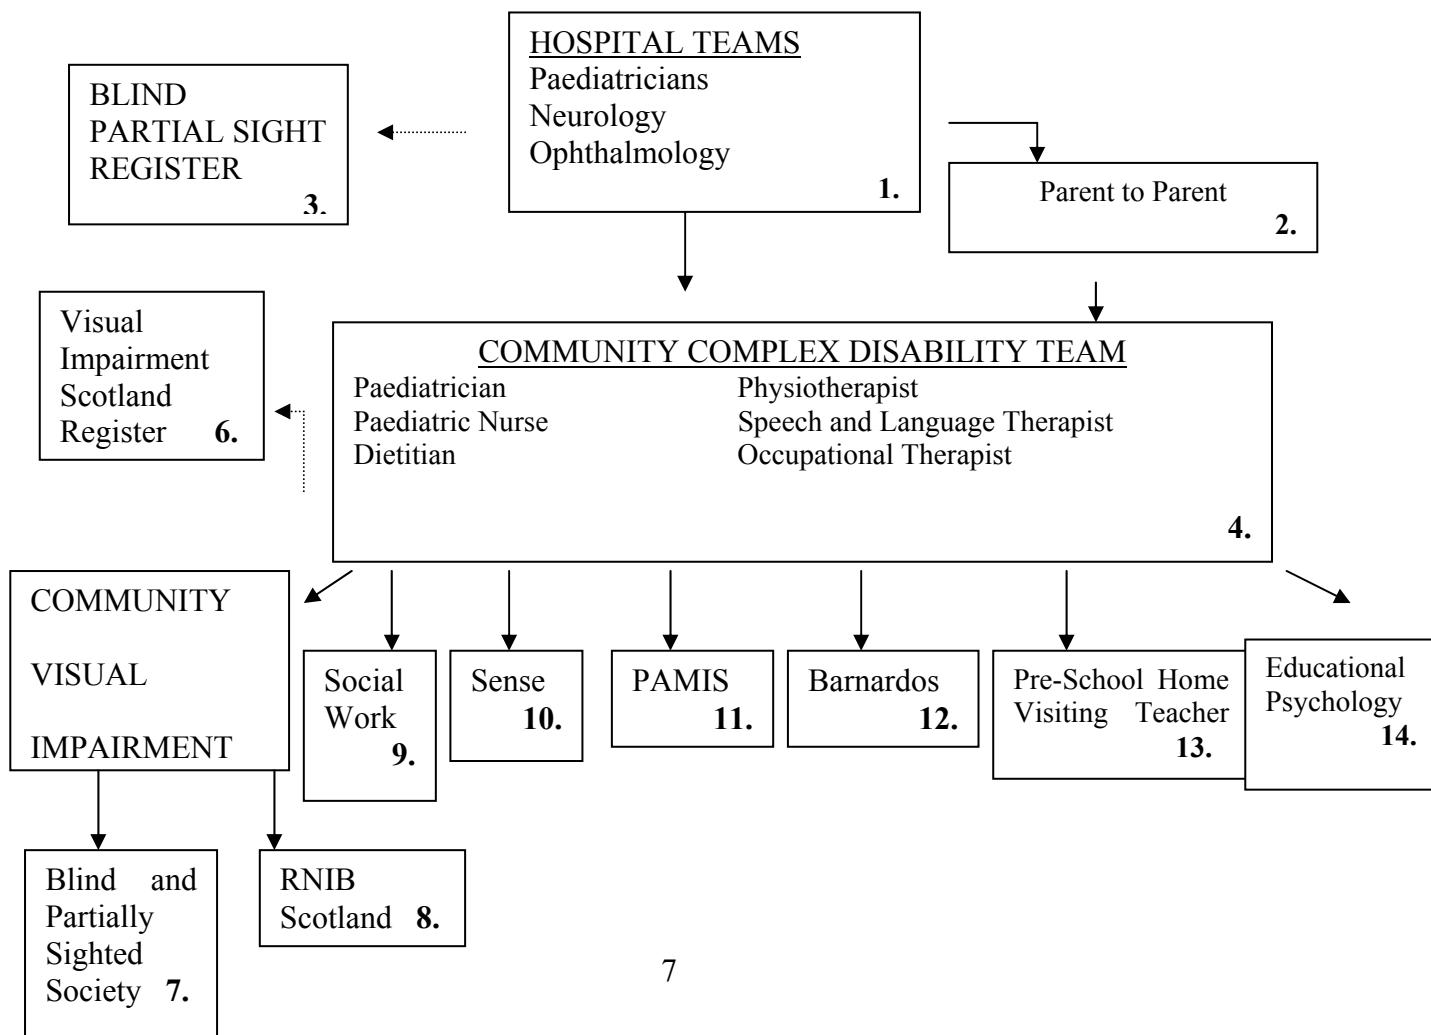 HOSPITAL TEAMS
Paediatricians
Neurology
Ophthalmology
1.
BLIND
PARTIAL SIGHT
REGISTER
3.
Parent to Parent
2.
Visual
Impairment
Scotland
Register 6.
COMMUNITY COMPLEX DISABILITY TEAM
Paediatrician Physiotherapist
Paediatric Nurse Speech and Language Therapist
Dietitian Occupational Therapist
4.
COMMUNITY
VISUAL
IMPAIRMENT
Social
Work
9.
Sense
10.
PAMIS
11.
Barnardos
12.
Pre-School Home
Visiting Teacher
13.
Educational
Psychology
14.
Blind and
Partially
Sighted
Society 7.
RNIB
Scotland 8.
7